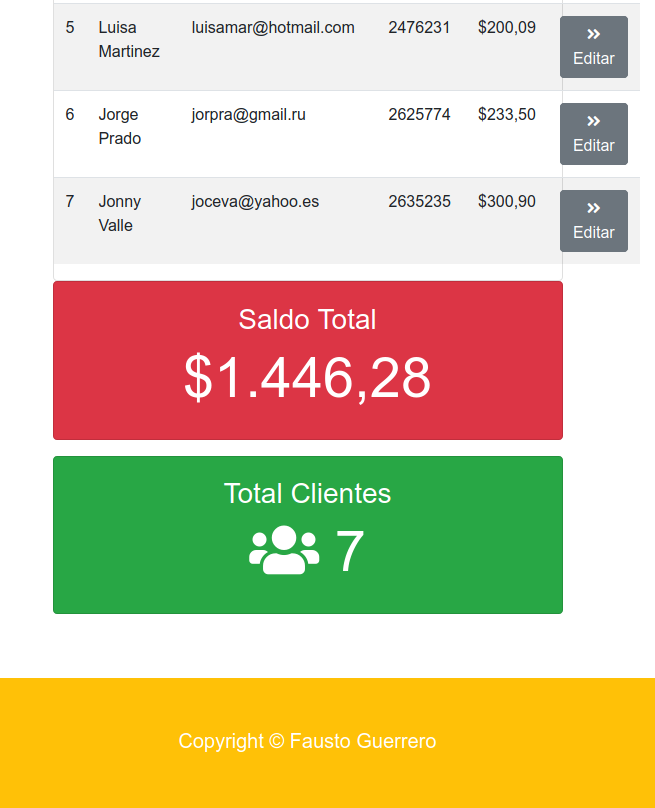 5 Luisa luisamar@hotmail.com 2476231 $200,09
Martinez Editar
6 Jorge jorpra@gmail.ru 2625774 $233,50
Prado Editar
7 Jonny joceva@yahoo.es 2635235 $300,90
Valle Editar
Saldo Total
$1.446,28
Total Clientes
7
Copyright © Fausto Guerrero